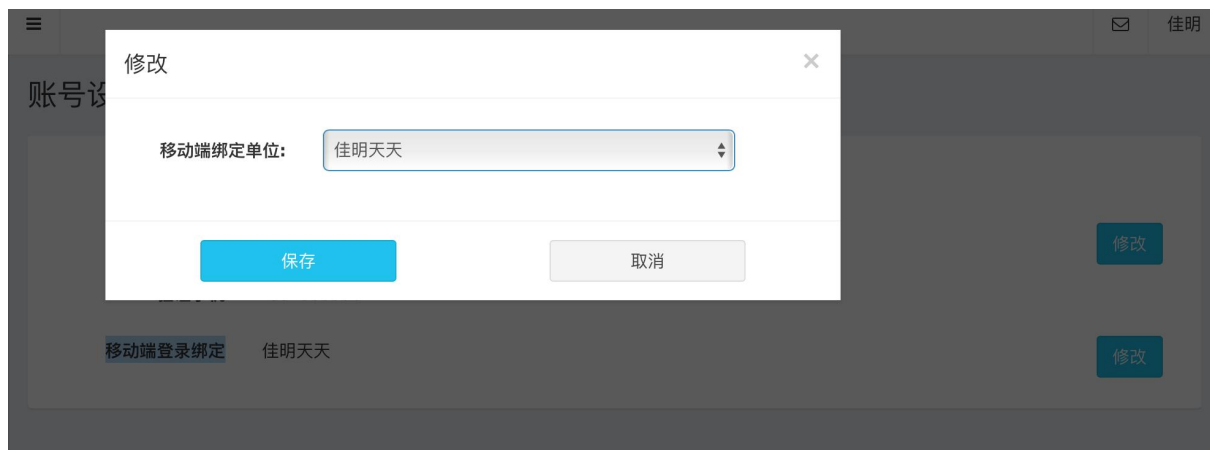 佳明
修改
账号设
移动端绑定单位:
佳明天天
修改
保存
取消
移动端登录绑定
佳明天天
修改